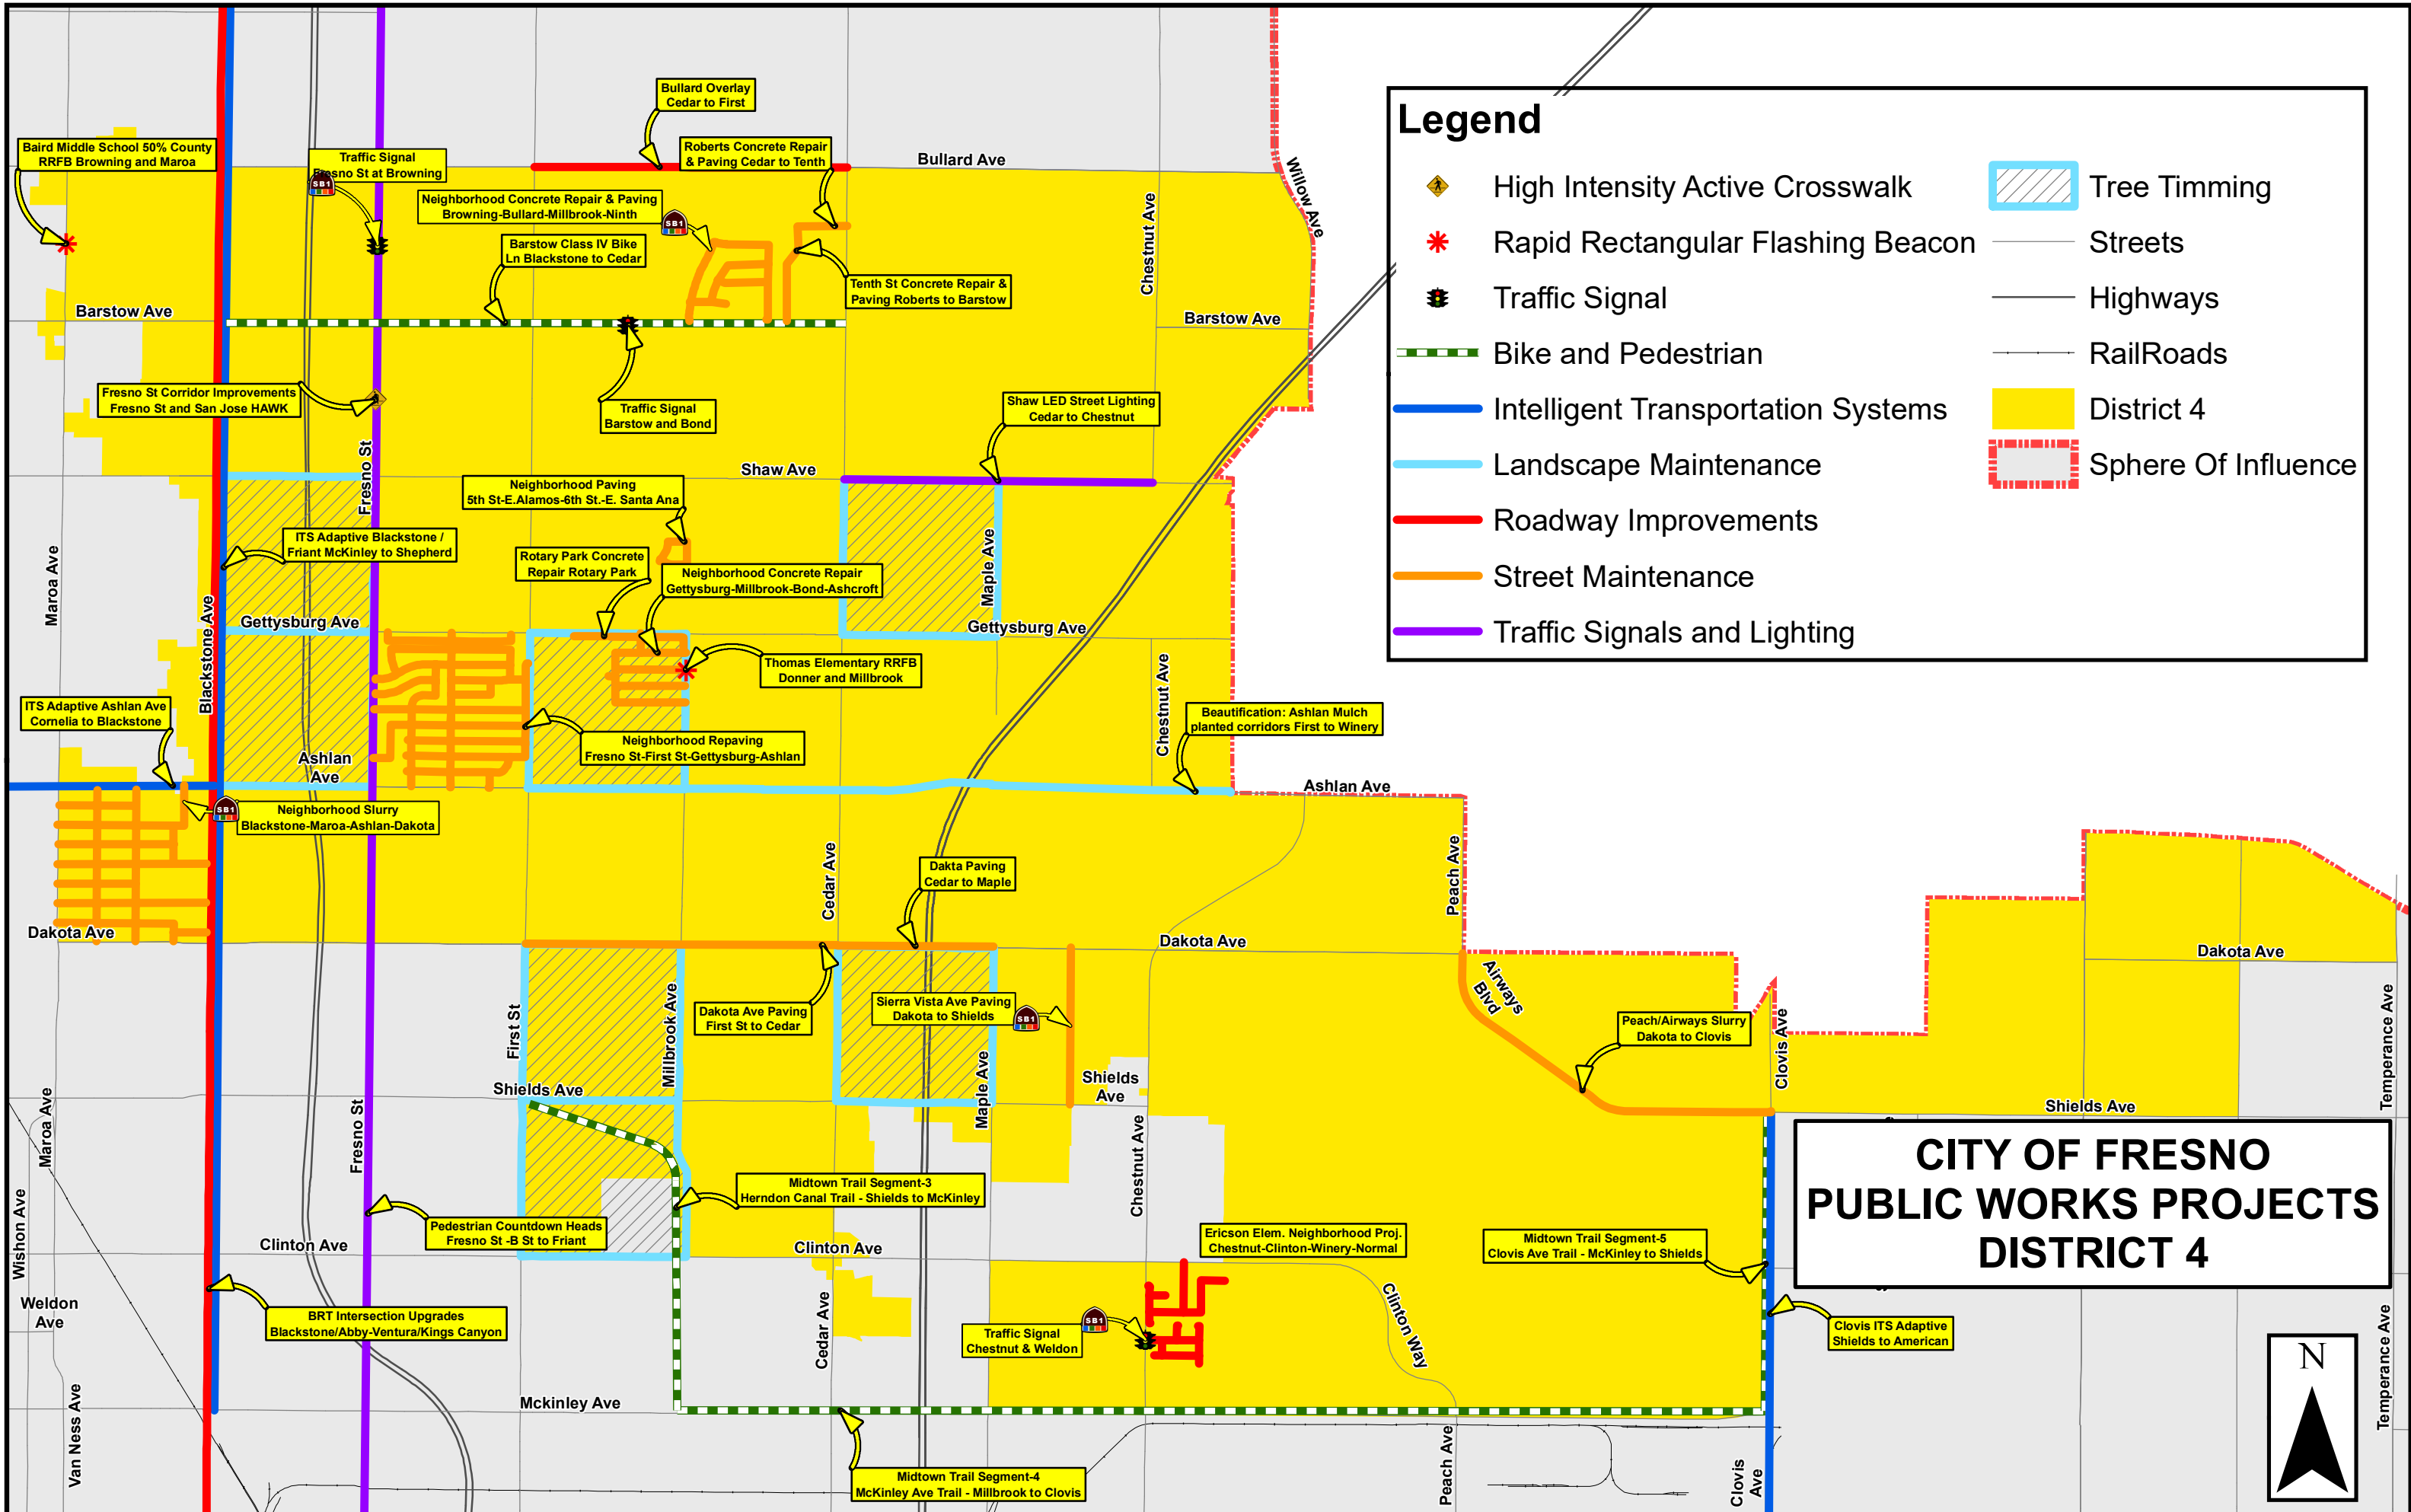 Legend
High Intensity Active Crosswalk
Rapid Rectangular Flashing Beacon
Traffic Signal
Bike and Pedestrian
Intelligent Transportation Systems
Landscape Maintenance
Roadway Improvements
Street Maintenance
Traffic Signals and Lighting
Tree Timming
Streets
Highways
RailRoads
District 4
Sphere Of Influence
Bullard Overlay
Cedar to First
Baird Middle School 50% County
RRFB Browning and Maroa
Traffic Signal
Fresno St at Browning
SB1
Roberts Concrete Repair
& Paving Cedar to Tenth
Bullard Ave
Willow Ave
Neighborhood Concrete Repair & Paving
Browning-Bullard-Millbrook-Ninth
SB1
Chestnut Ave
Barstow Class IV Bike
Ln Blackstone to Cedar
Tenth St Concrete Repair &
Paving Roberts to Barstow
Barstow Ave
Barstow Ave
Fresno St Corridor Improvements
Fresno St and San Jose HAWK
Traffic Signal
Barstow and Bond
Shaw LED Street Lighting
Cedar to Chestnut
Fresno St
Shaw Ave
Neighborhood Paving
5th St-E.Alamos-6th St.-E. Santa Ana
ITS Adaptive Blackstone /
Friant McKinley to Shepherd
Rotary Park Concrete
Repair Rotary Park
Neighborhood Concrete Repair
Gettysburg-Millbrook-Bond-Ashcroft
Maroa Ave
Maple Ave
Blackstone Ave
Gettysburg Ave
Gettysburg Ave
Thomas Elementary RRFB
Donner and Millbrook
Chestnut Ave
ITS Adaptive Ashlan Ave
Cornelia to Blackstone
Beautification: Ashlan Mulch
planted corridors First to Winery
Neighborhood Repaving
Fresno St-First St-Gettysburg-Ashlan
Ashlan
Ave
Ashlan Ave
SB1
Neighborhood Slurry
Blackstone-Maroa-Ashlan-Dakota
Cedar Ave
Dakta Paving
Cedar to Maple
Peach Ave
Dakota Ave
Dakota Ave
Dakota Ave
Airways
Blvd
First St
Millbrook Ave
Dakota Ave Paving
First St to Cedar
Sierra Vista Ave Paving
Dakota to Shields
SB1
Peach/Airways Slurry
Dakota to Clovis
Clovis Ave
Temperance Ave
Maroa Ave
Shields Ave
Maple Ave
Shields
Ave
Shields Ave
Fresno St
Chestnut Ave
CITY OF FRESNO
PUBLIC WORKS PROJECTS
DISTRICT 4
Wishon Ave
Midtown Trail Segment-3
Herndon Canal Trail - Shields to McKinley
Pedestrian Countdown Heads
Fresno St -B St to Friant
Clinton Ave
Clinton Ave
Ericson Elem. Neighborhood Proj.
Chestnut-Clinton-Winery-Normal
Midtown Trail Segment-5
Clovis Ave Trail - McKinley to Shields
Weldon
Ave
BRT Intersection Upgrades
Blackstone/Abby-Ventura/Kings Canyon
Cedar Ave
SB1
Traffic Signal
Chestnut & Weldon
Clinton Way
Clovis ITS Adaptive
Shields to American
Temperance Ave
N
Van Ness Ave
Mckinley Ave
Peach Ave
Clovis
Ave
Midtown Trail Segment-4
McKinley Ave Trail - Millbrook to Clovis